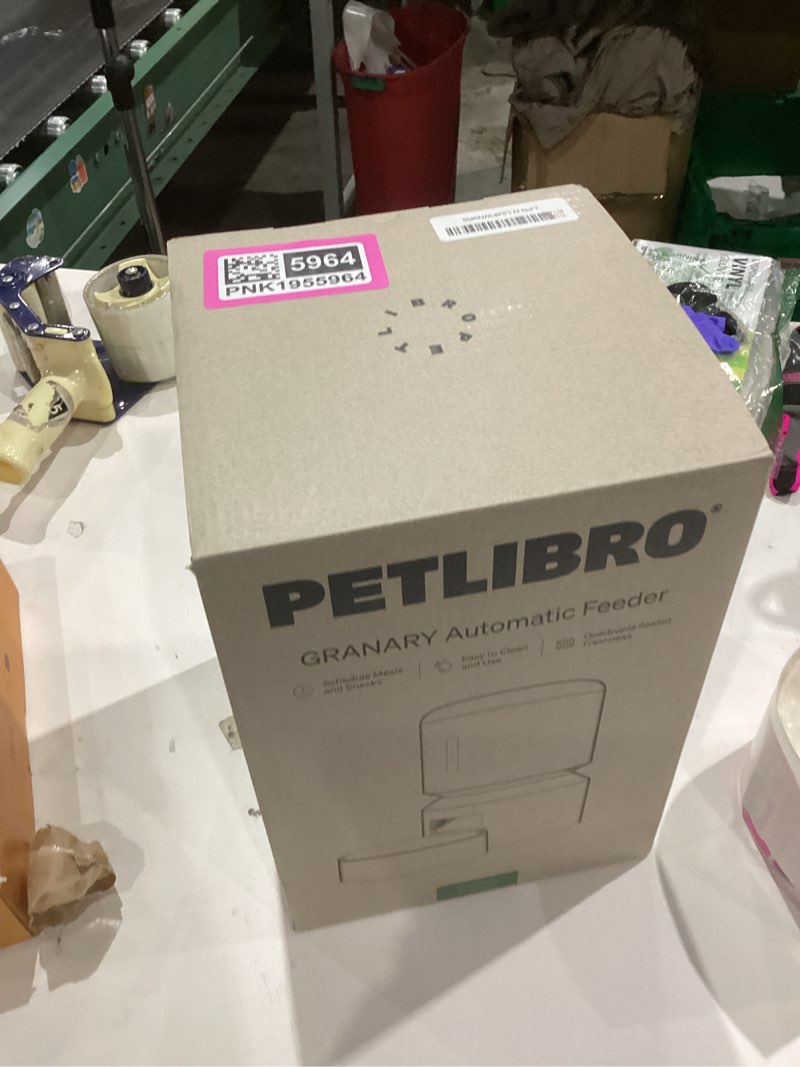 5964
PNK1955964
PETLIBRO
PETLIBRO®
GRANARY Automatic Feeder
Schedule Meals
and Snacks
Easy to Clean
and Use
Quadruple Sealed
Freshness
VINYL